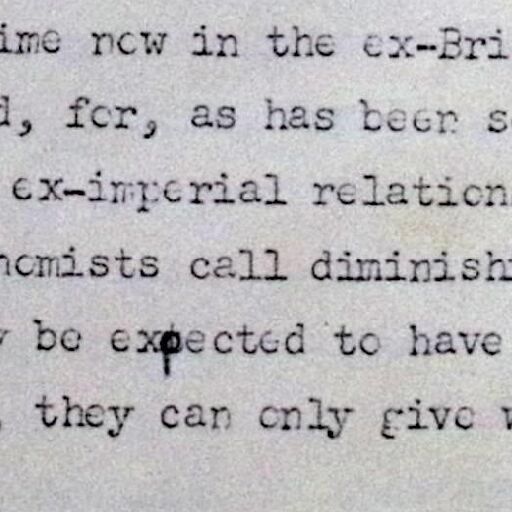 ime now in the ex-Bri
d, for, as has been s
ex-imperial relation
nomists call diminish
y be expected to have
, they can only give w